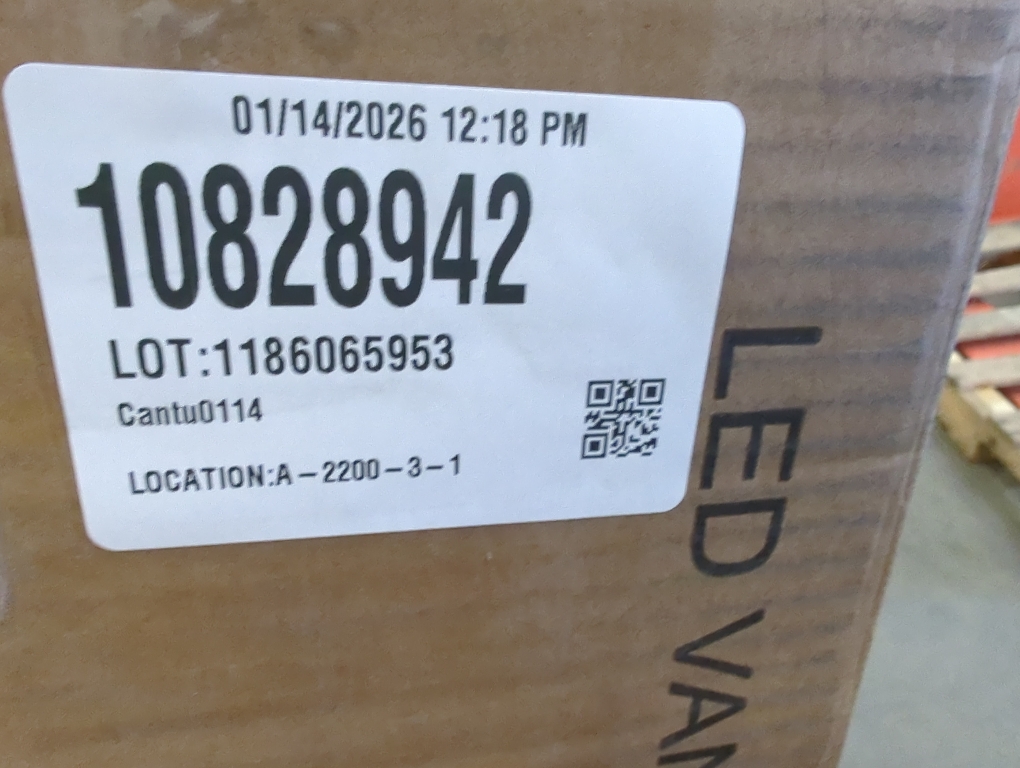 01/14/2026 12:18 PM
10828942
LOT:1186065953
Cantu0114
LOCATION:A-2200-3-1
LED